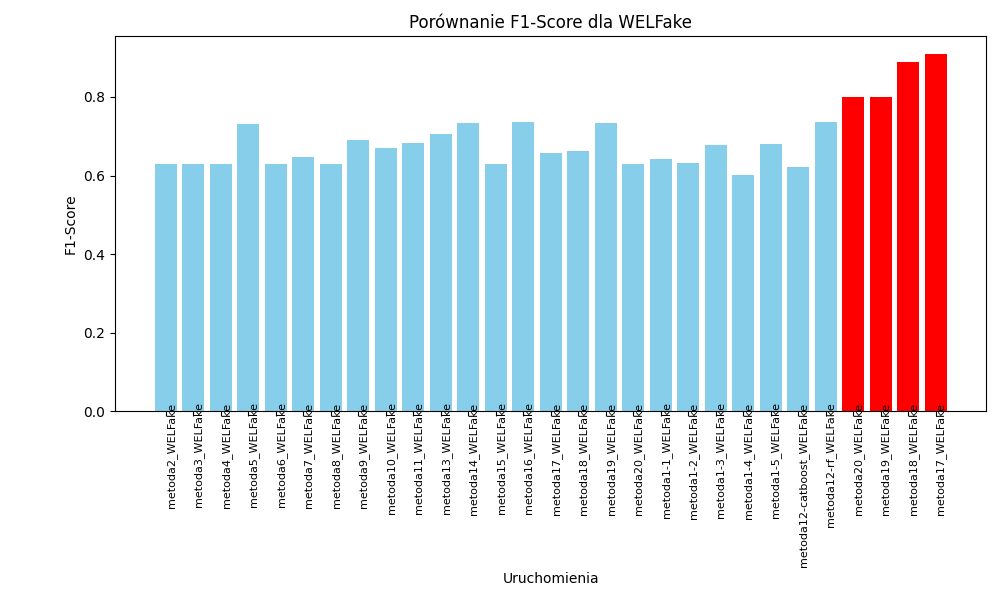 Porównanie F1-Score dla WELFake
F1-Score
0.8
0.6
0.4
0.2
0.0
metoda2_WELFake
metoda3_WELFake
metoda4_WELFake
metoda5_WELFake
metoda6_WELFake
metoda7_WELFake
metoda8_WELFake
metoda9_WELFake
metoda10_WELFake
metoda11_WELFake
metoda13_WELFake
metoda14_WELFake
metoda15_WELFake
metoda16_WELFake
metoda17_WELFake
metoda18_WELFake
metoda19_WELFake
metoda20_WELFake
metoda1-1_WELFake
metoda1-2_WELFake
metoda1-3_WELFake
metoda1-4_WELFake
metoda1-5_WELFake
metoda12-catboost_WELFake
metoda12-rf_WELFake
metoda20_WELFake
metoda19_WELFake
metoda18_WELFake
metoda17_WELFake
Uruchomienia